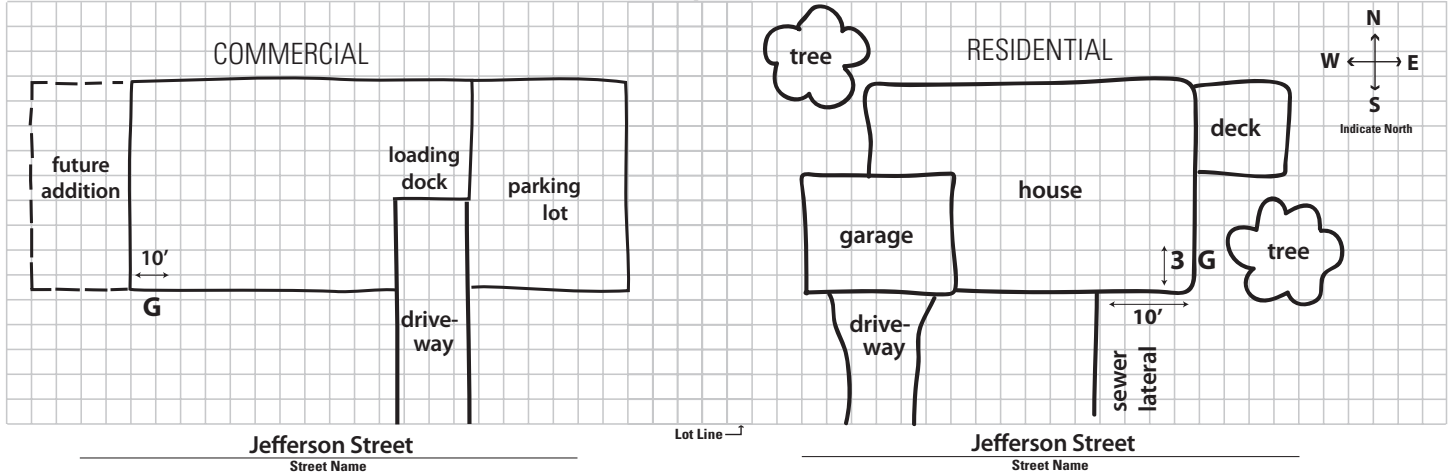 COMMERCIAL
future
addition
10’
G
loading
dock
parking
lot
drive-
way
Jefferson Street
Street Name
Lot Line
RESIDENTIAL
tree
N
W E
S
Indicate North
deck
house
garage
3 G
tree
10’
drive-
way
sewer
lateral
Jefferson Street
Street Name